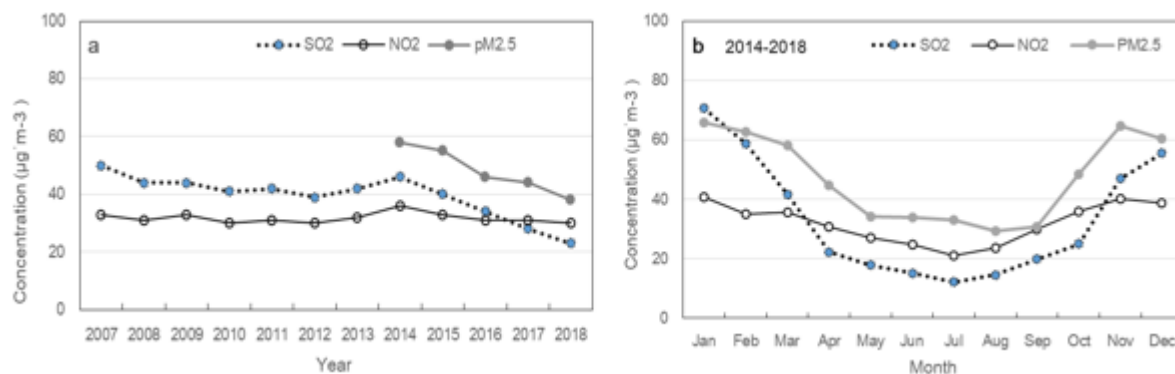 a
SO2 NO2 pM2.5
100
80
60
40
20
0
Concentration (µg˙m-3 )
2007 2008 2009 2010 2011 2012 2013 2014 2015 2016 2017 2018
Year
b 2014-2018
SO2 NO2 PM2.5
100
80
60
40
20
0
Concentration (µg˙m-3 )
Jan Feb Mar Apr May Jun Jul Aug Sep Oct Nov Dec
Month